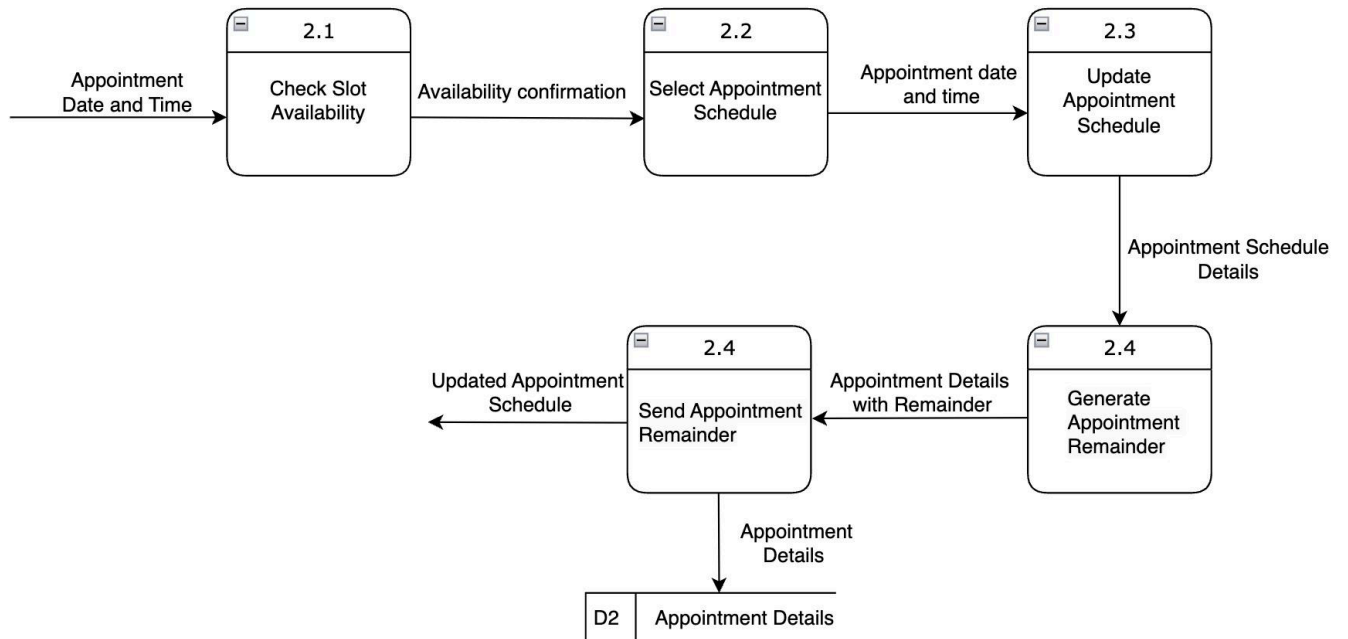 2.1
2.2
2.3
Appointment
Date and Time
Check Slot
Availability
Availability confirmation
Select Appointment
Schedule
Appointment date
and time
Update
Appointment
Schedule
Appointment Schedule
Details
2.4
Generate
Appointment
Remainder
Appointment Details
with Remainder
2.4
Send Appointment
Remainder
Updated Appointment
Schedule
Appointment
Details
D2
Appointment Details